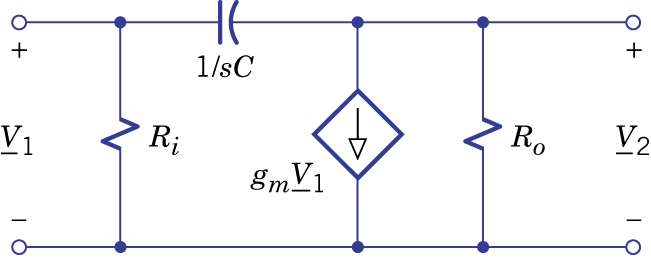 1/sC
+ +
V1 Ri Ro V2
gmV1
− −